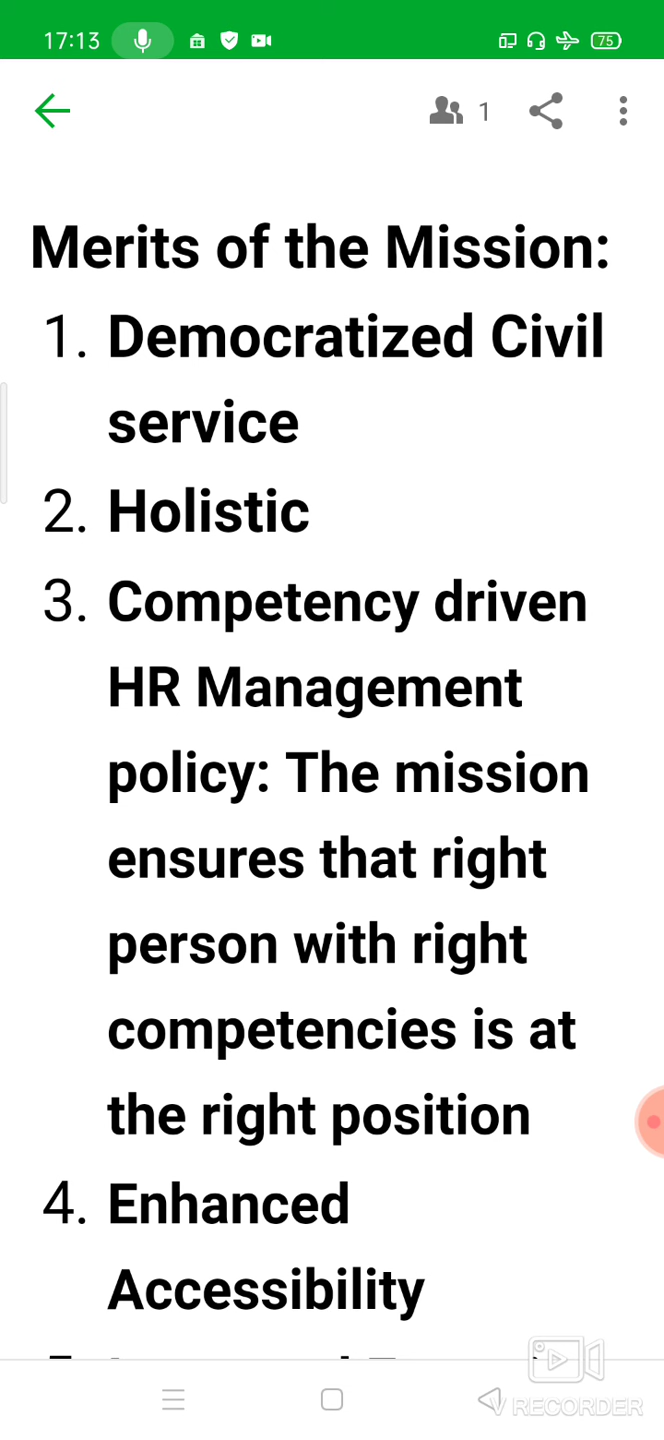 17:13
75
1
Merits of the Mission:
1. Democratized Civil
service
2. Holistic
3. Competency driven
HR Management
policy: The mission
ensures that right
person with right
competencies is at
the right position
4. Enhanced
Accessibility
V RECORDER